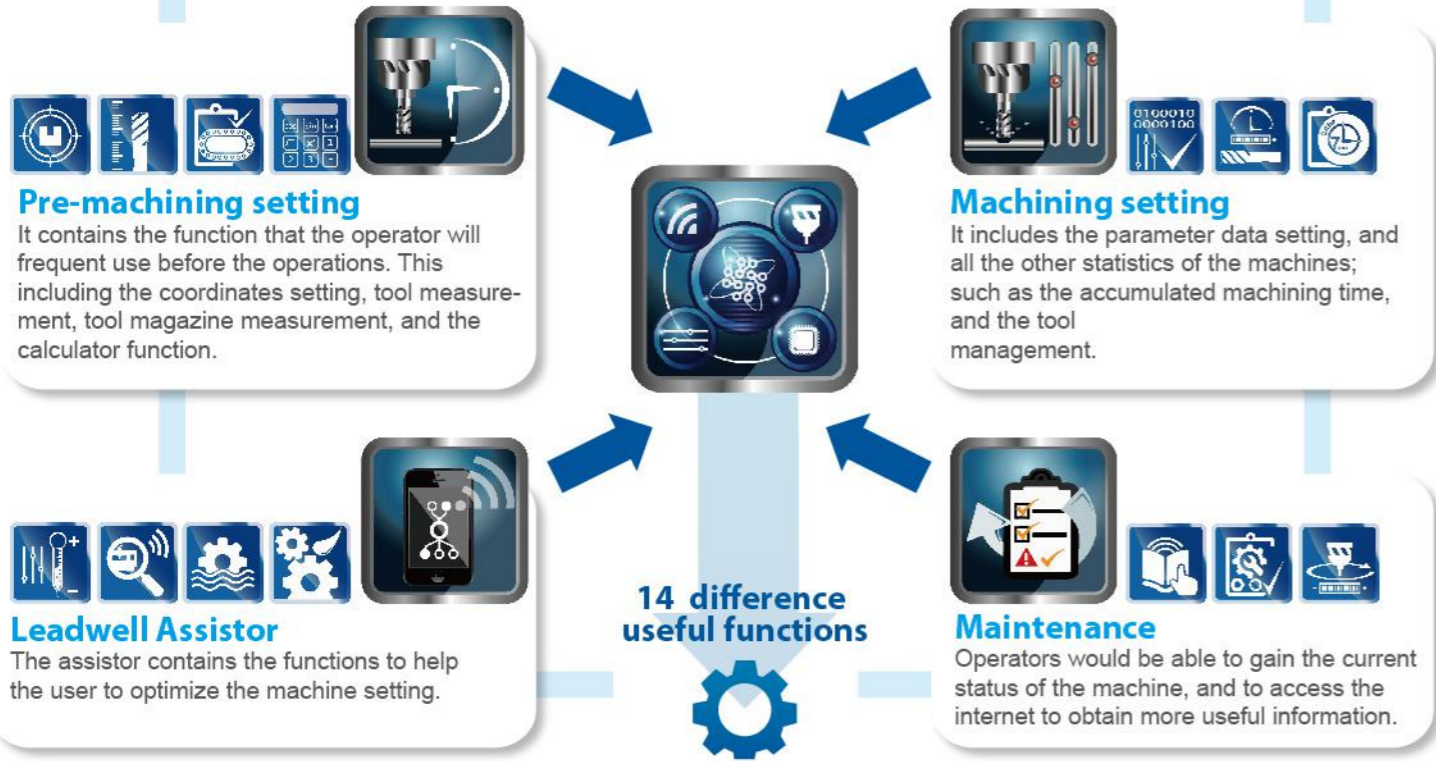 Pre-machining setting
It contains the function that the operator will
frequent use before the operations. This
including the coordinates setting, tool measure-
ment, tool magazine measurement, and the
calculator function.
0100010
0000100
Machining setting
It includes the parameter data setting, and
all the other statistics of the machines;
such as the accumulated machining time,
and the tool
management.
Leadwell Assistor
The assistor contains the functions to help
the user to optimize the machine setting.
14 difference
useful functions
Maintenance
Operators would be able to gain the current
status of the machine, and to access the
internet to obtain more useful information.